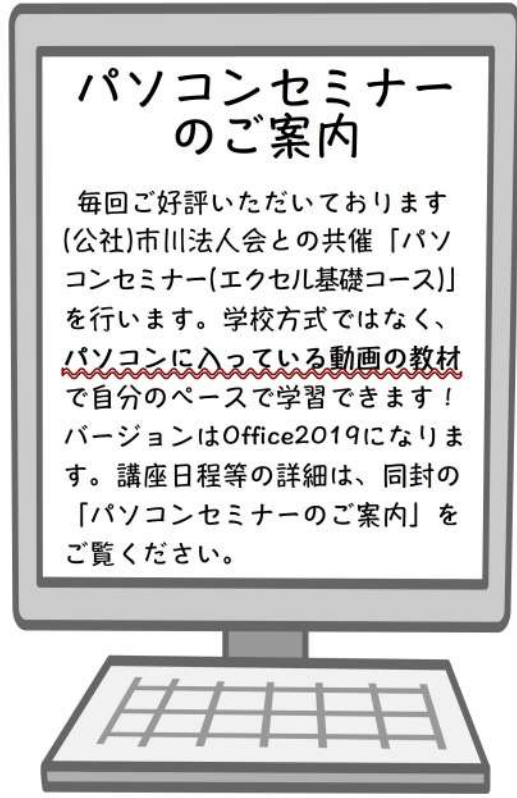 パソコンセミナー
のご案内
毎回ご好評いただいております
(公社)市川法人会との共催「パソ
コンセミナー(エクセル基礎コース)」
を行います。学校方式ではなく、
パソコンに入っている動画の教材
で自分のペースで学習できます！
バージョンはOffice2019になりま
す。講座日程等の詳細は、同封の
「パソコンセミナーのご案内」を
ご覧ください。